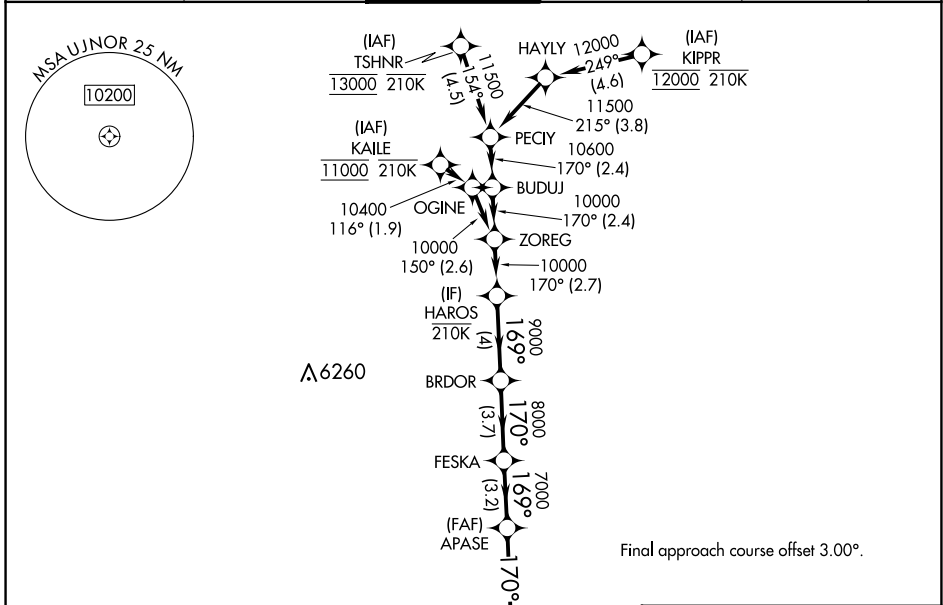 MSA UJNOR 25 NM
10200
(IAF)
TSHNR
13000 210K
11500
154°
(4.5)
HAYLY
12000
249°
(4.6)
(IAF)
KIPPR
12000 210K
11500
215° (3.8)
PECIY
(IAF)
KAILE
11000 210K
10600
170° (2.4)
BUDUJ
OGINE
10400
116° (1.9)
10000
170° (2.4)
10000
150° (2.6)
ZOREG
10000
170° (2.7)
(IF)
HAROS
210K
9000
169°
(4)
6260
BRDOR
8000
170°
(3.7)
FESKA
7000
169°
(3.2)
(FAF)
APASE
170°
Final approach course offset 3.00°.